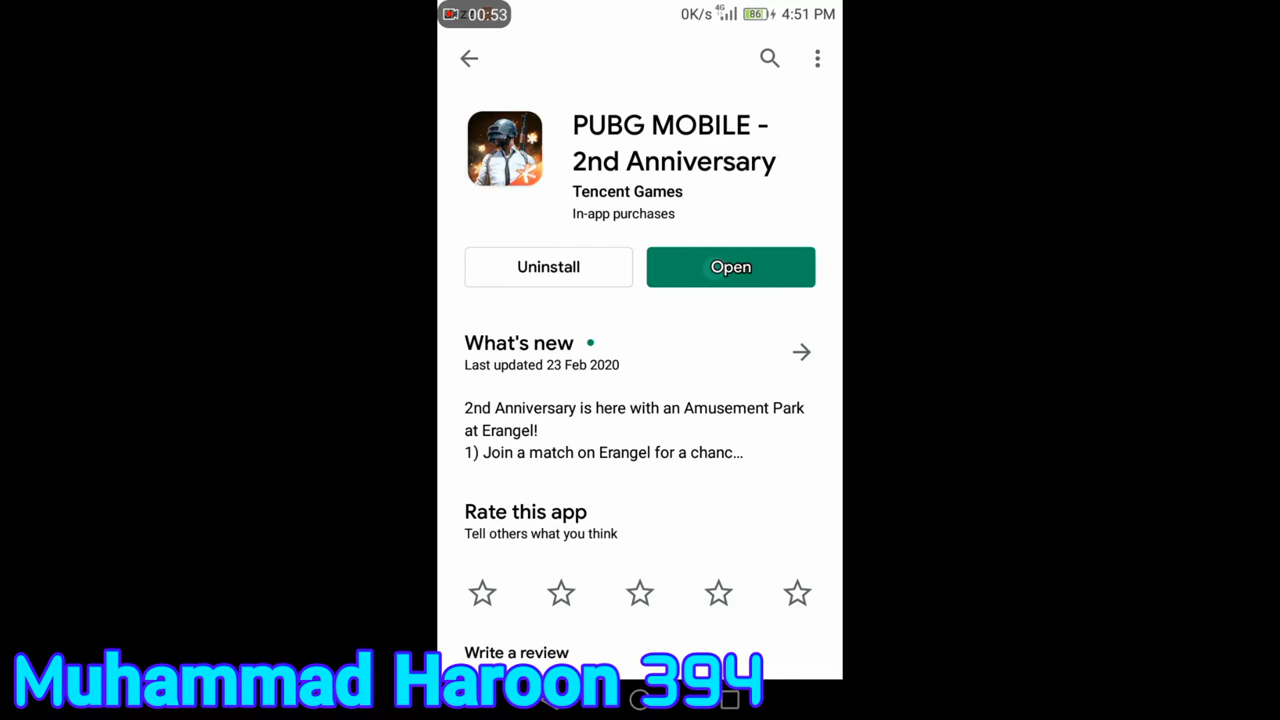 00:53
0K/s 4G 86 4:51 PM
PUBG MOBILE -
2nd Anniversary
Tencent Games
In-app purchases
Uninstall
Open
What's new
Last updated 23 Feb 2020
2nd Anniversary is here with an Amusement Park
at Erangel!
1) Join a match on Erangel for a chanc...
Rate this app
Tell others what you think
Write a review
Muhammad Haroon 394